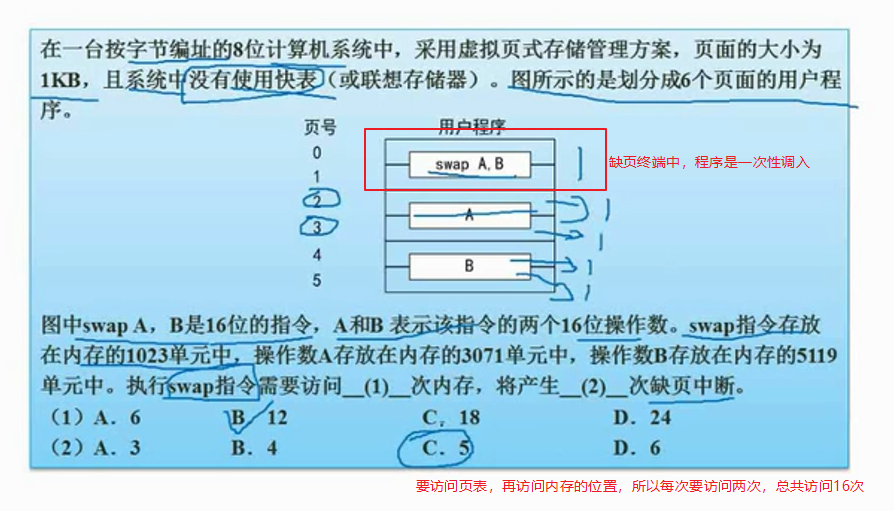 在一台按字节编址的8位计算机系统中，采用虚拟页式存储管理方案，页面的大小为
1KB，且系统中没有使用快表（或联想存储器）。图所示的是划分成6个页面的用户程
序。
页号 用户程序
0
swap A,B
缺页终端中，程序是一次性调入
1
2
A
3
4
B
5
图中swap A，B是16位的指令，A和B 表示该指令的两个16位操作数。swap指令存放
在内存的1023单元中，操作数A存放在内存的3071单元中，操作数B存放在内存的5119
单元中。执行swap指令需要访问__(1)__次内存，将产生__(2)__次缺页中断。
（1）A．6 B．12 C．18 D．24
（2）A．3 B．4 C．5 D．6
要访问页表，再访问内存的位置，所以每次要访问两次，总共访问16次